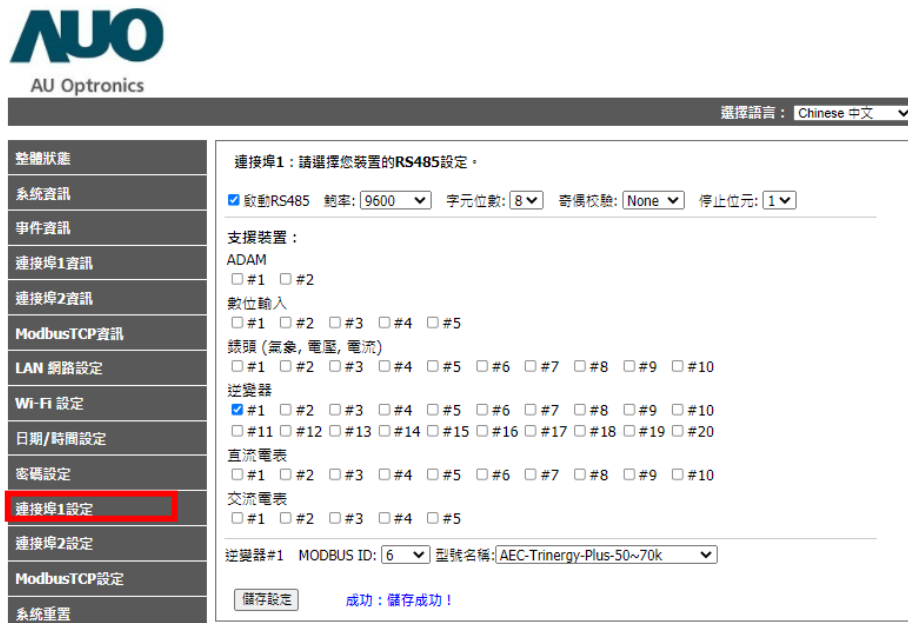 AUO
AU Optronics
選擇語言： Chinese 中文
整體狀態
系統資訊
事件資訊
連接埠1資訊
連接埠2資訊
ModbusTCP資訊
LAN 網路設定
Wi-Fi 設定
日期/時間設定
密碼設定
連接埠1設定
連接埠2設定
ModbusTCP設定
系統重置
連接埠1：請選擇您裝置的RS485設定。
啟動RS485 鮑率: 9600 字元位數: 8 奇偶校驗: None 停止位元: 1
支援裝置：
ADAM
#1 #2
數位輸入
#1 #2 #3 #4 #5
錶頭 (氣象, 電壓, 電流)
#1 #2 #3 #4 #5 #6 #7 #8 #9 #10
逆變器
#1 #2 #3 #4 #5 #6 #7 #8 #9 #10
#11 #12 #13 #14 #15 #16 #17 #18 #19 #20
直流電表
#1 #2 #3 #4 #5 #6 #7 #8 #9 #10
交流電表
#1 #2 #3 #4 #5
逆變器#1 MODBUS ID: 6 型號名稱: AEC-Trinergy-Plus-50~70k
儲存設定 成功：儲存成功！